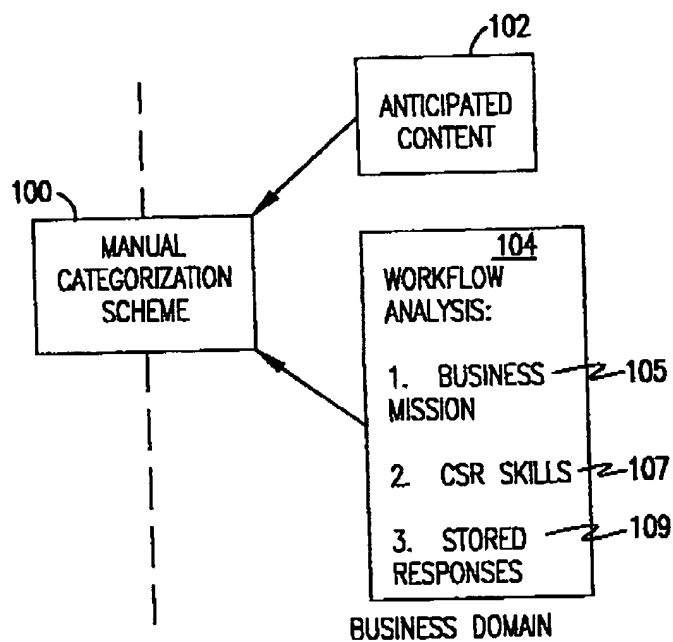 102
ANTICIPATED
CONTENT
100
MANUAL
CATEGORIZATION
SCHEME
104
WORKFLOW
ANALYSIS:
1. BUSINESS
MISSION
105
2. CSR SKILLS
107
3. STORED
RESPONSES
109
BUSINESS DOMAIN